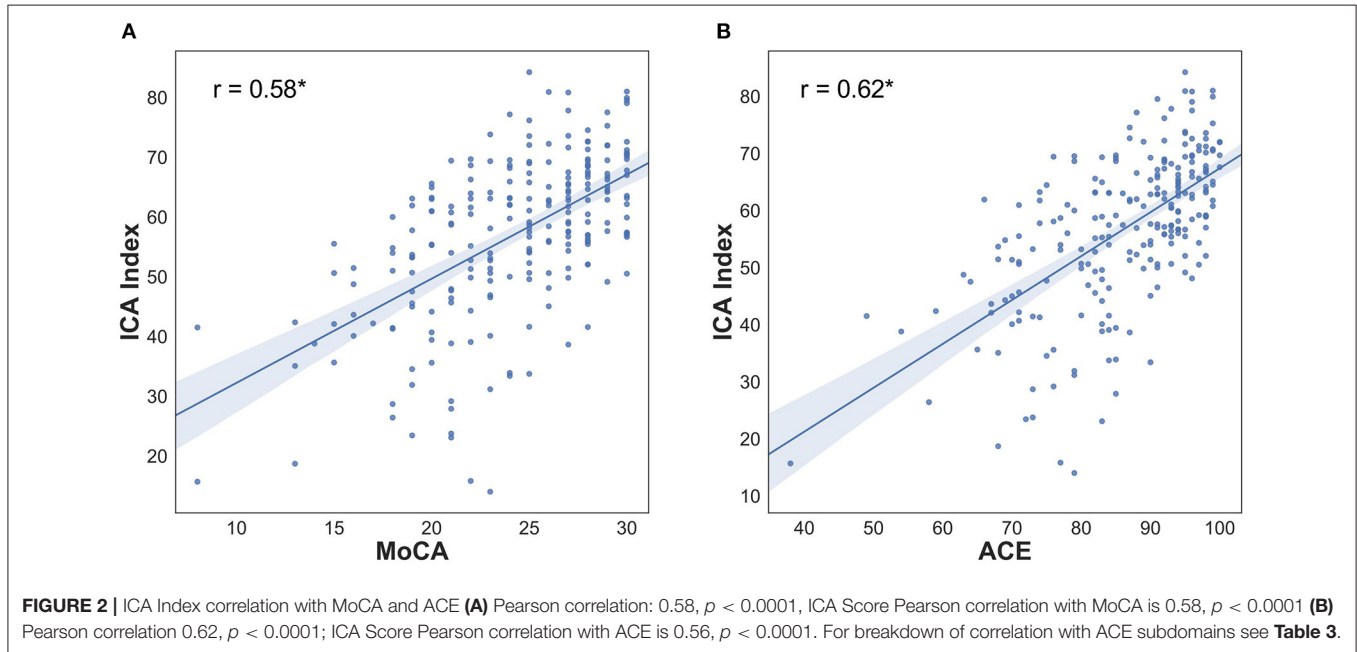 A
B
r = 0.58*
r = 0.62*
80
70
60
50
40
30
20
ICA Index
10
15
20
25
30
MoCA
80
70
60
50
40
30
20
10
ICA Index
40
50
60
70
80
90
100
ACE
FIGURE 2 | ICA Index correlation with MoCA and ACE (A) Pearson correlation: 0.58, p < 0.0001, ICA Score Pearson correlation with MoCA is 0.58, p < 0.0001 (B)
Pearson correlation 0.62, p < 0.0001; ICA Score Pearson correlation with ACE is 0.56, p < 0.0001. For breakdown of correlation with ACE subdomains see Table 3.